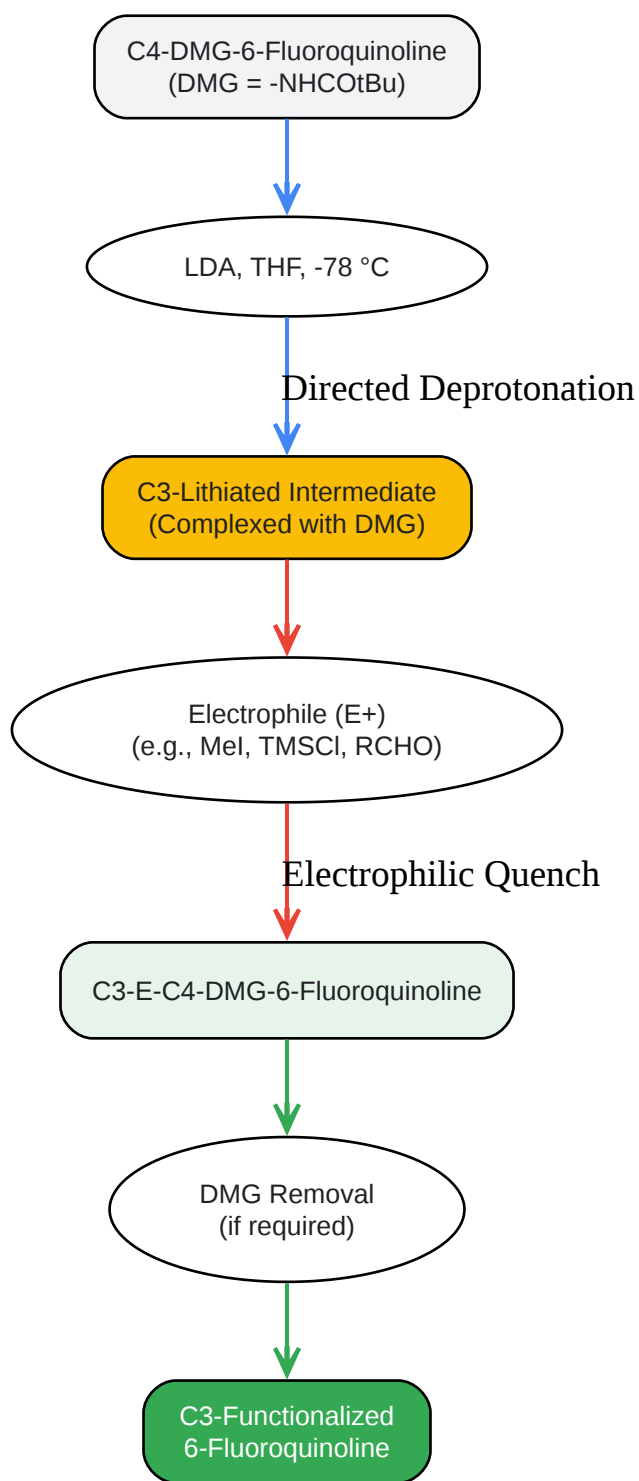 C4-DMG-6-Fluoroquinoline
(DMG = -NHCOtBu)
LDA, THF, -78 °C
Directed Deprotonation
C3-Lithiated Intermediate
(Complexed with DMG)
Electrophile (E+)
(e.g., MeI, TMSCl, RCHO)
Electrophilic Quench
C3-E-C4-DMG-6-Fluoroquinoline
DMG Removal
(if required)
C3-Functionalized
6-Fluoroquinoline